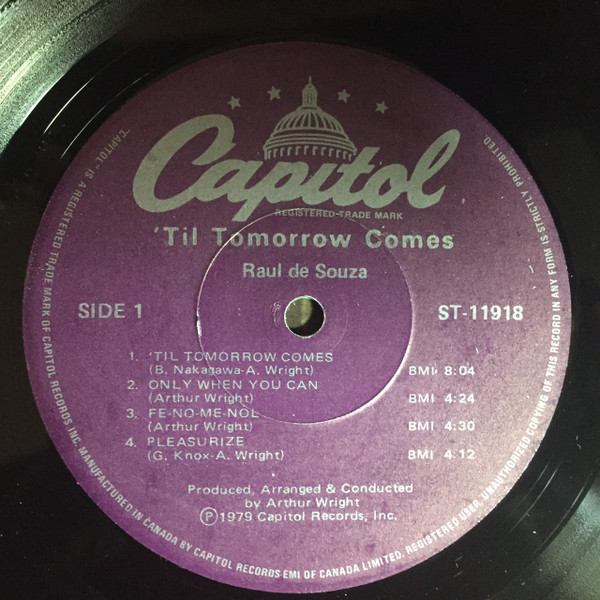 Capitol
REGISTERED TRADE MARK
'Til Tomorrow Comes
Raul de Souza
SIDE 1
ST-11918
1. 'TIL TOMORROW COMES
(B. Nakagawa-A. Wright) BMI 8:04
2. ONLY WHEN YOU CAN
(Arthur Wright) BMI 4:24
3. FE-NO-ME-NOL
(Arthur Wright) BMI 4:30
4. PLEASURIZE
(G. Knox-A. Wright) BMI 4:12
Produced, Arranged & Conducted
by Arthur Wright
Ⓟ 1979 Capitol Records, Inc.
"CAPITOL" IS A REGISTERED TRADE MARK OF CAPITOL RECORDS INC. MANUFACTURED IN CANADA BY CAPITOL RECORDS EMI OF CANADA LIMITED. REGISTERED USER. UNAUTHORIZED COPYING OF THIS RECORD IN ANY FORM IS STRICTLY PROHIBITED